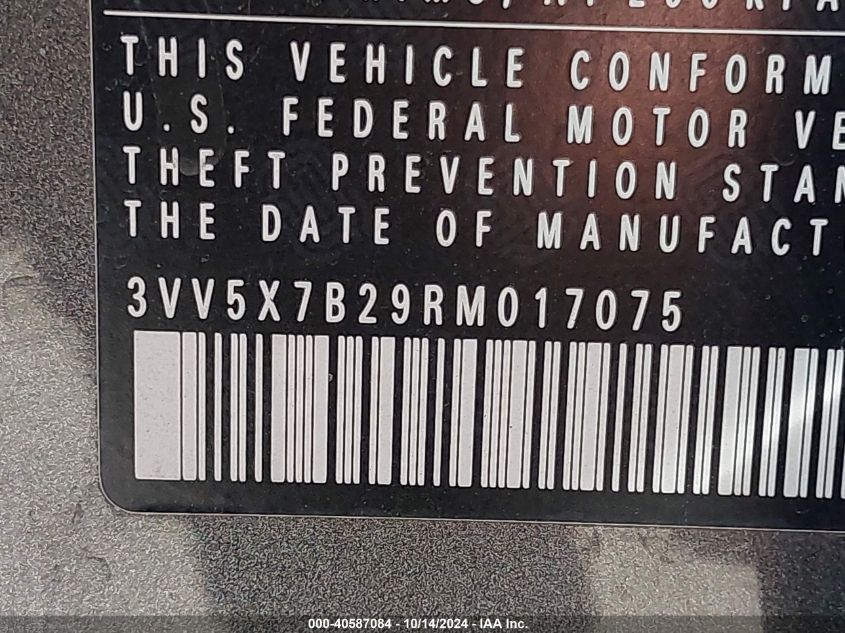 THIS VEHICLE CONFORM
U.S. FEDERAL MOTOR VE
THEFT PREVENTION STAN
THE DATE OF MANUFACT
3VV5X7B29RM017075
000-40587084 - 10/14/2024 - IAA Inc.